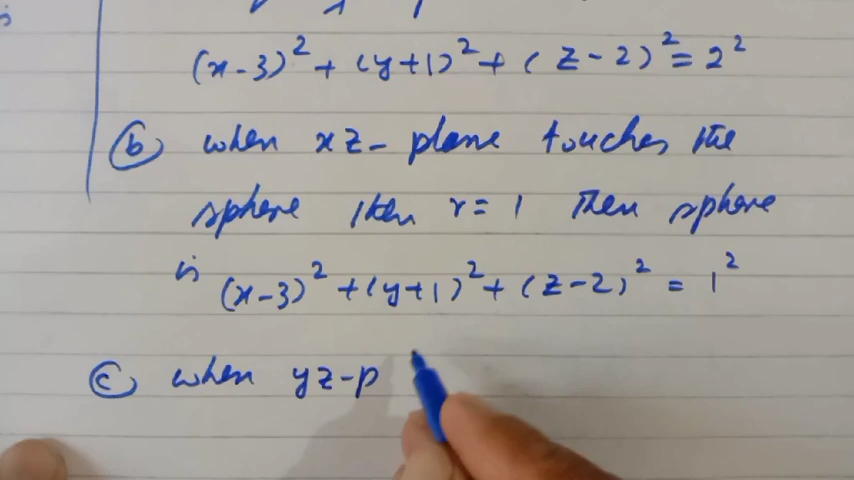 (x-3)² + (y+1)² + (z-2)² = 2²
(b) when xz-plane touches the
sphere then r = 1 Then sphere
is (x-3)² + (y+1)² + (z-2)² = 1²
(c) when yz-p